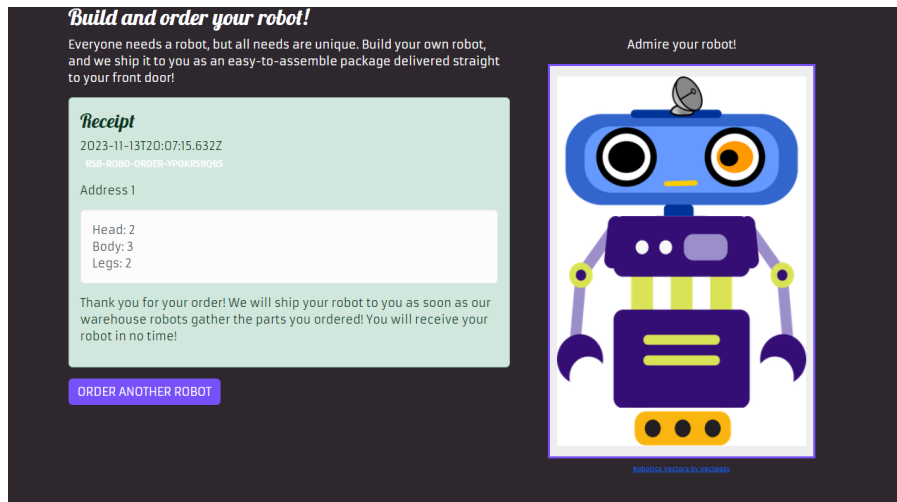 Build and order your robot!
Everyone needs a robot, but all needs are unique. Build your own robot,
and we ship it to you as an easy-to-assemble package delivered straight
to your front door!
Receipt
2023-11-13T20:07:15.632Z
RSB-ROBO-ORDER-YP0KRS9Q95
Address 1
Head: 2
Body: 3
Legs: 2
Thank you for your order! We will ship your robot to you as soon as our
warehouse robots gather the parts you ordered! You will receive your
robot in no time!
ORDER ANOTHER ROBOT
Admire your robot!
Robotics Vectors by Vecteezy